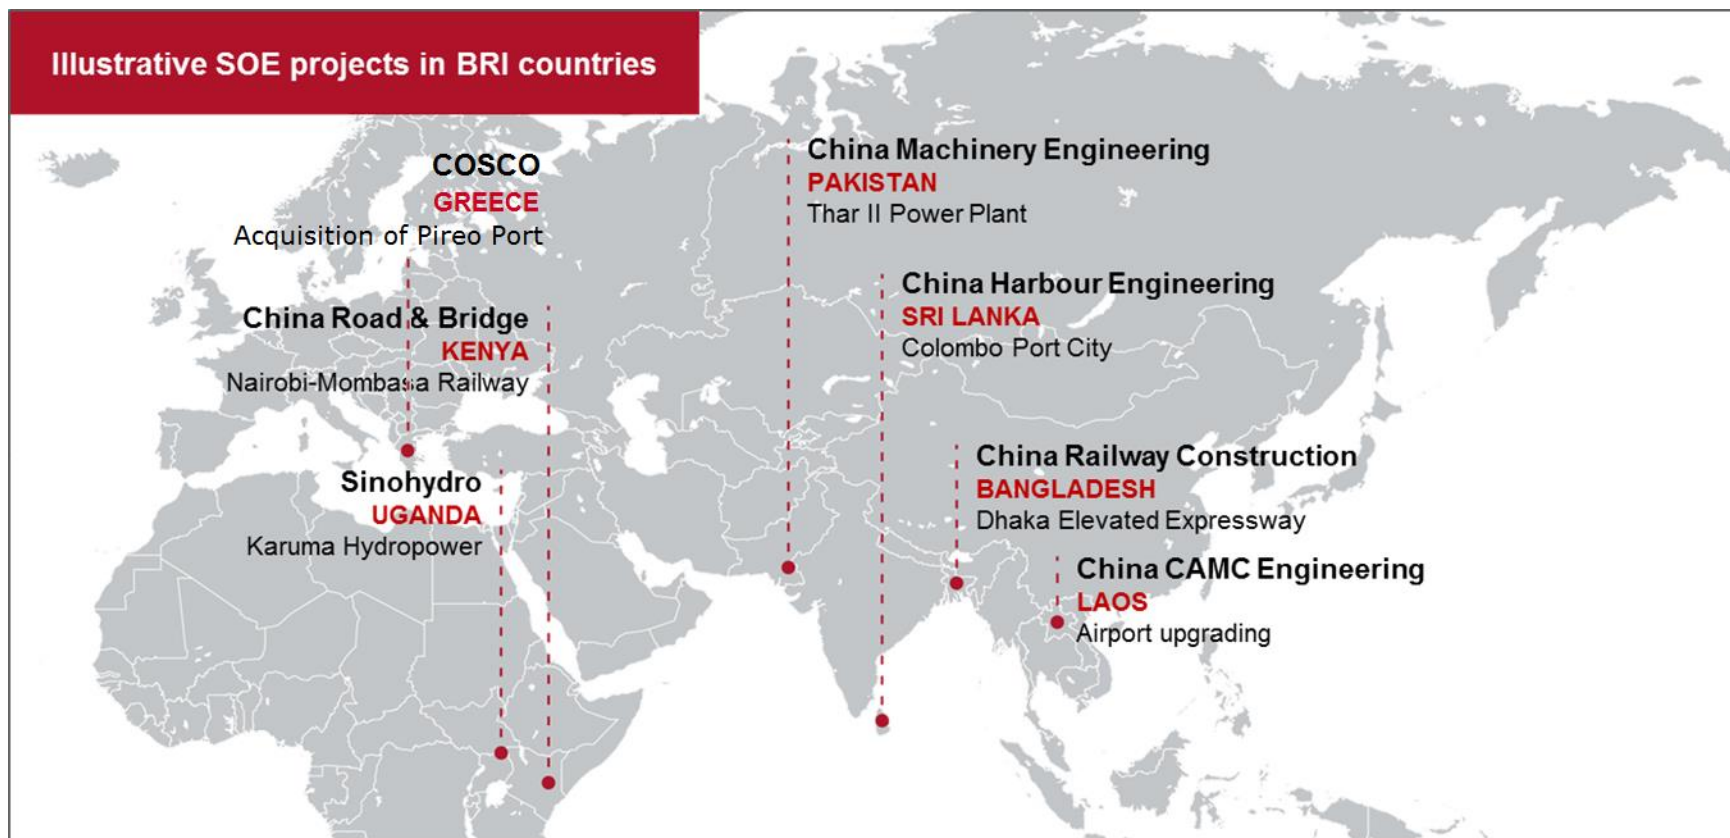 Illustrative SOE projects in BRI countries
COSCO
GREECE
Acquisition of Pireo Port
China Road & Bridge
KENYA
Nairobi-Mombasa Railway
Sinohydro
UGANDA
Karuma Hydropower
China Machinery Engineering
PAKISTAN
Thar II Power Plant
China Harbour Engineering
SRI LANKA
Colombo Port City
China Railway Construction
BANGLADESH
Dhaka Elevated Expressway
China CAMC Engineering
LAOS
Airport upgrading